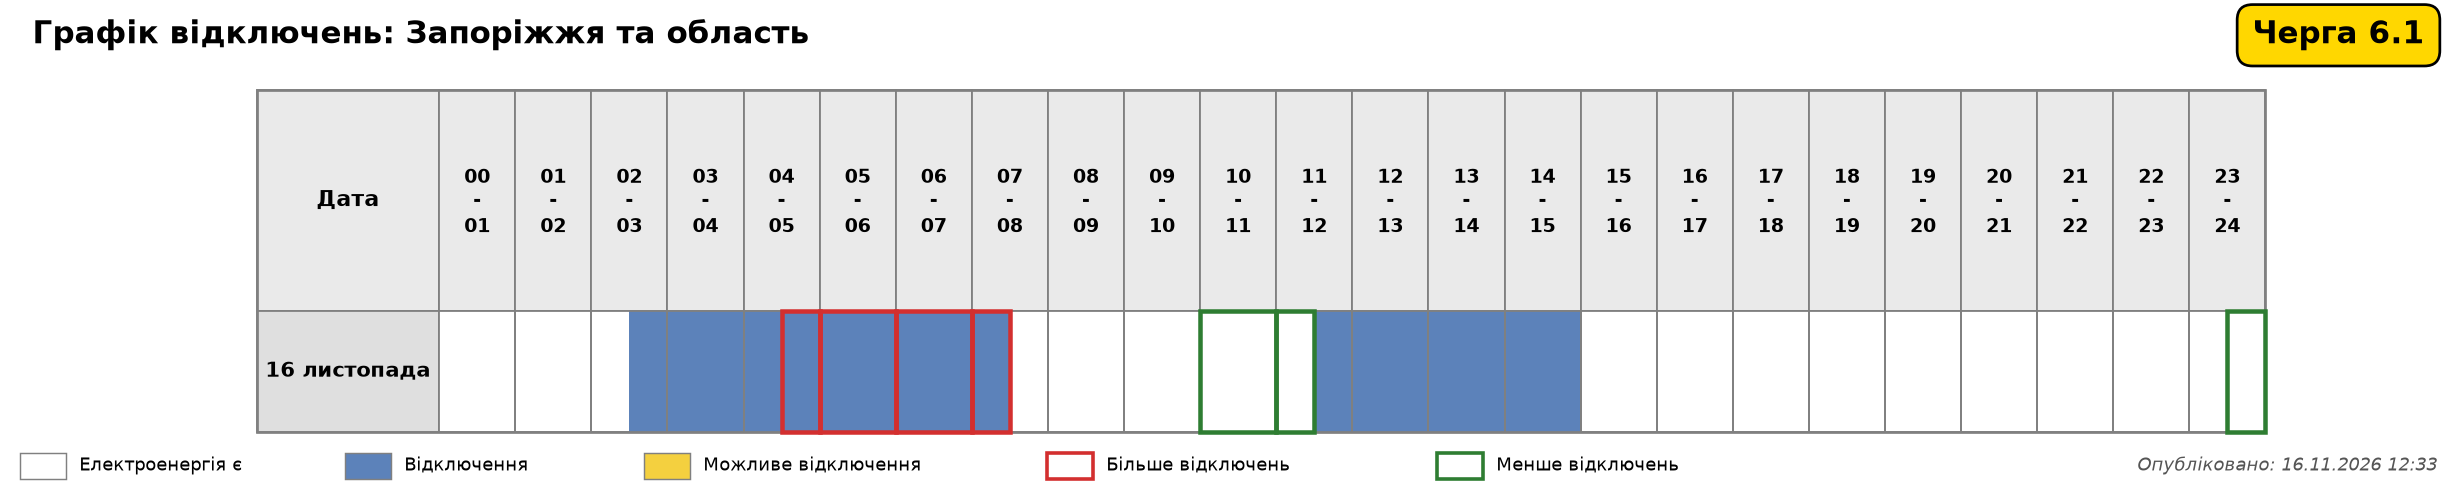 Графік відключень: Запоріжжя та область
Черга 6.1
Дата
00 - 01
01 - 02
02 - 03
03 - 04
04 - 05
05 - 06
06 - 07
07 - 08
08 - 09
09 - 10
10 - 11
11 - 12
12 - 13
13 - 14
14 - 15
15 - 16
16 - 17
17 - 18
18 - 19
19 - 20
20 - 21
21 - 22
22 - 23
23 - 24
16 листопада
Електроенергія є
Відключення
Можливе відключення
Більше відключень
Менше відключень
Опубліковано: 16.11.2026 12:33